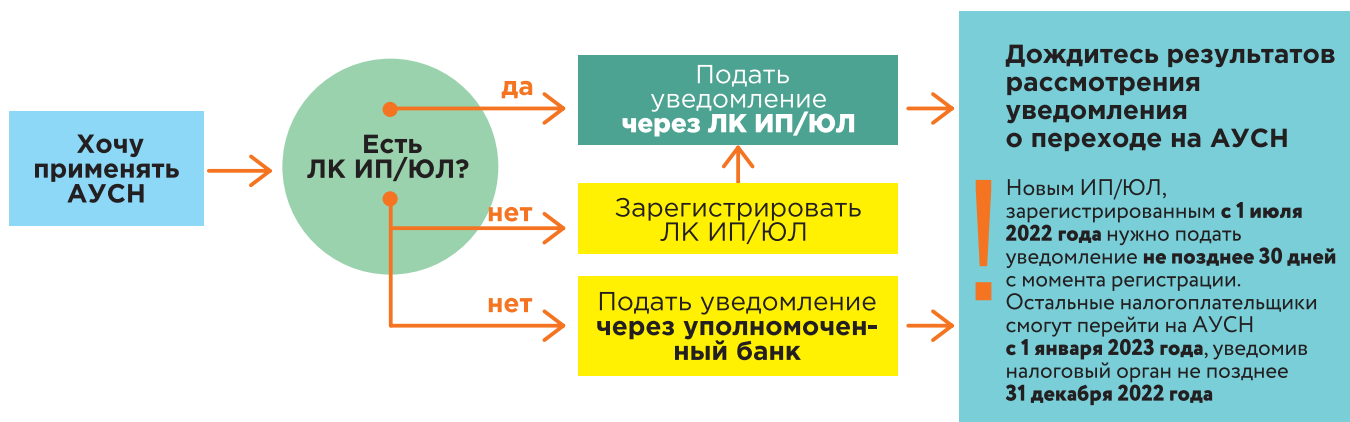 Хочу
применять
АУСН
Есть
ЛК ИП/ЮЛ?
да
нет
нет
Подать
уведомление
через ЛК ИП/ЮЛ
Зарегистрировать
ЛК ИП/ЮЛ
Подать уведомление
через уполномочен-
ный банк
Дождитесь результатов
рассмотрения
уведомления
о переходе на АУСН
!
Новым ИП/ЮЛ,
зарегистрированным с 1 июля
2022 года нужно подать
уведомление не позднее 30 дней
с момента регистрации.
Остальные налогоплательщики
смогут перейти на АУСН
с 1 января 2023 года, уведомив
налоговый орган не позднее
31 декабря 2022 года